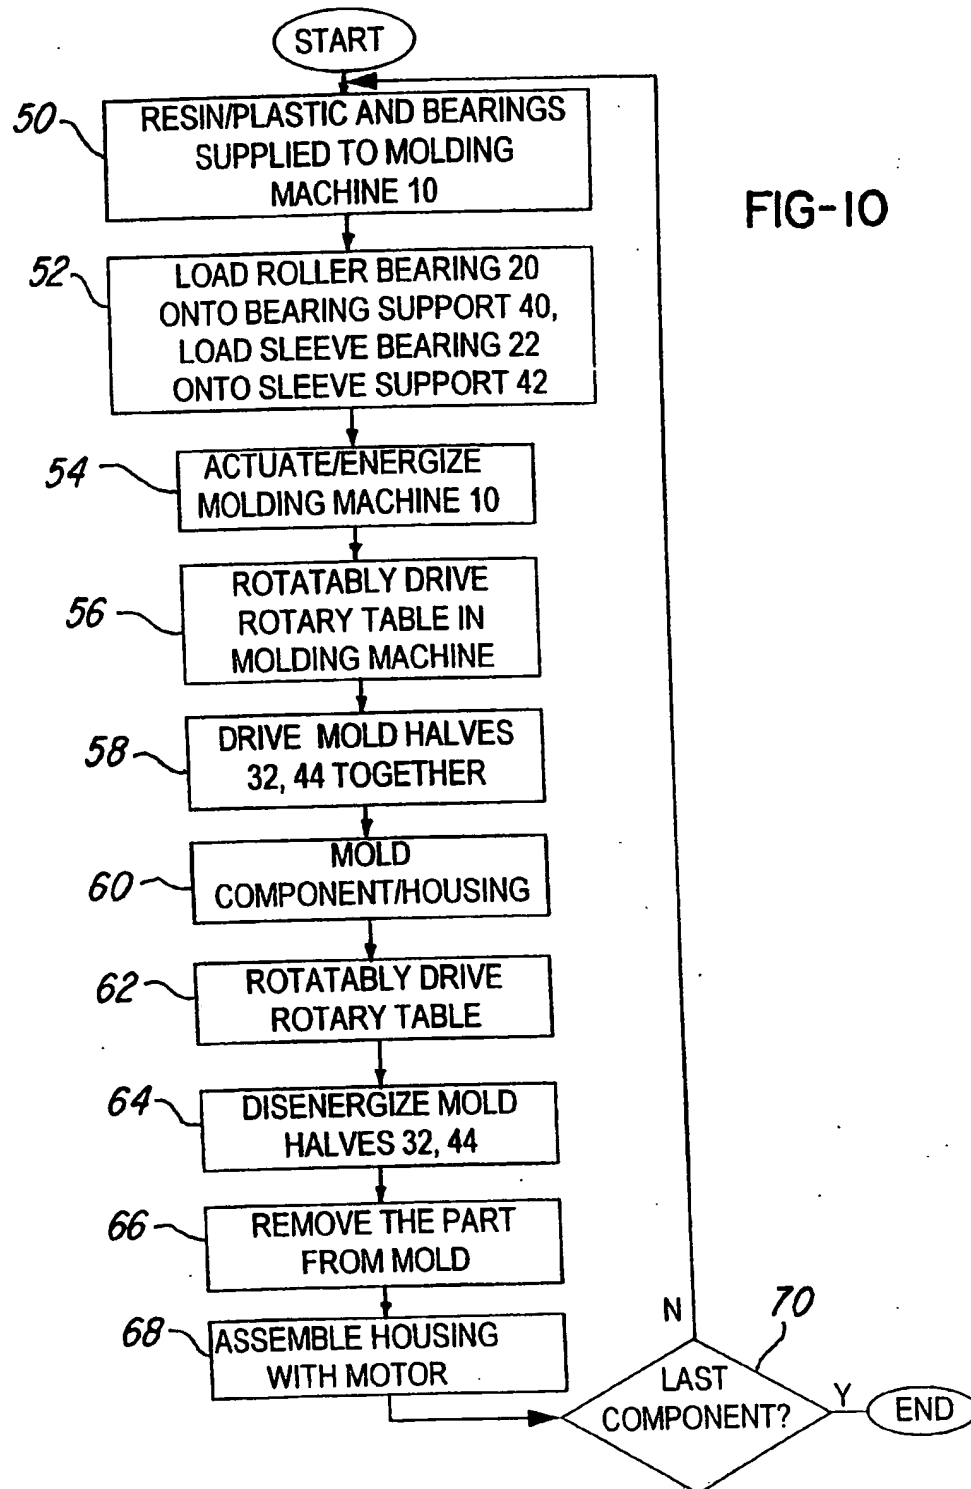 START
50
RESIN/PLASTIC AND BEARINGS
SUPPLIED TO MOLDING
MACHINE 10
FIG-10
52
LOAD ROLLER BEARING 20
ONTO BEARING SUPPORT 40,
LOAD SLEEVE BEARING 22
ONTO SLEEVE SUPPORT 42
54
ACTUATE/ENERGIZE
MOLDING MACHINE 10
56
ROTATABLY DRIVE
ROTARY TABLE IN
MOLDING MACHINE
58
DRIVE MOLD HALVES
32, 44 TOGETHER
60
MOLD
COMPONENT/HOUSING
62
ROTATABLY DRIVE
ROTARY TABLE
64
DISENERGIZE MOLD
HALVES 32, 44
66
REMOVE THE PART
FROM MOLD
68
ASSEMBLE HOUSING
WITH MOTOR
N
70
LAST
COMPONENT?
Y
END